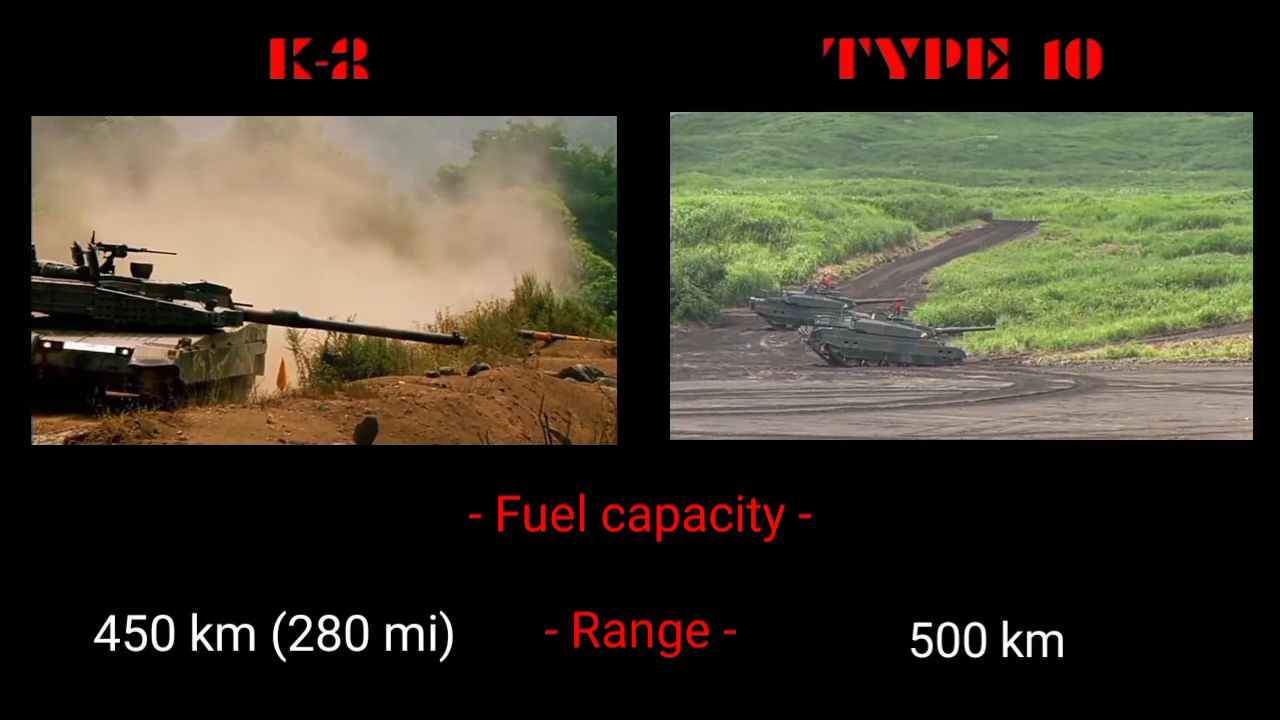 K-2
TYPE 10
- Fuel capacity -
450 km (280 mi)
- Range -
500 km